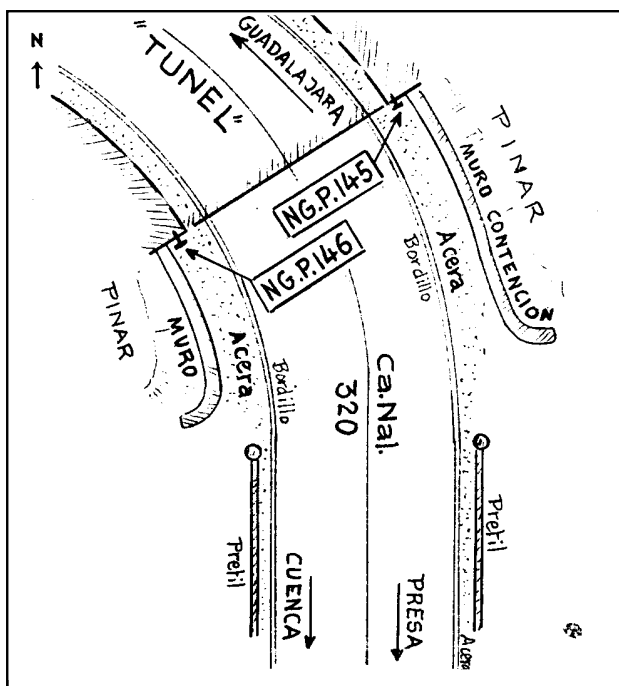 N
"TUNEL"
GUADALAJARA
NG.P.145
NG.P.146
PINAR
MURO CONTENCION
Acera
Bordillo
PINAR
MURO
Acera
Bordillo
Ca.Nal.
320
Pretil
Pretil
CUENCA
PRESA
Acera